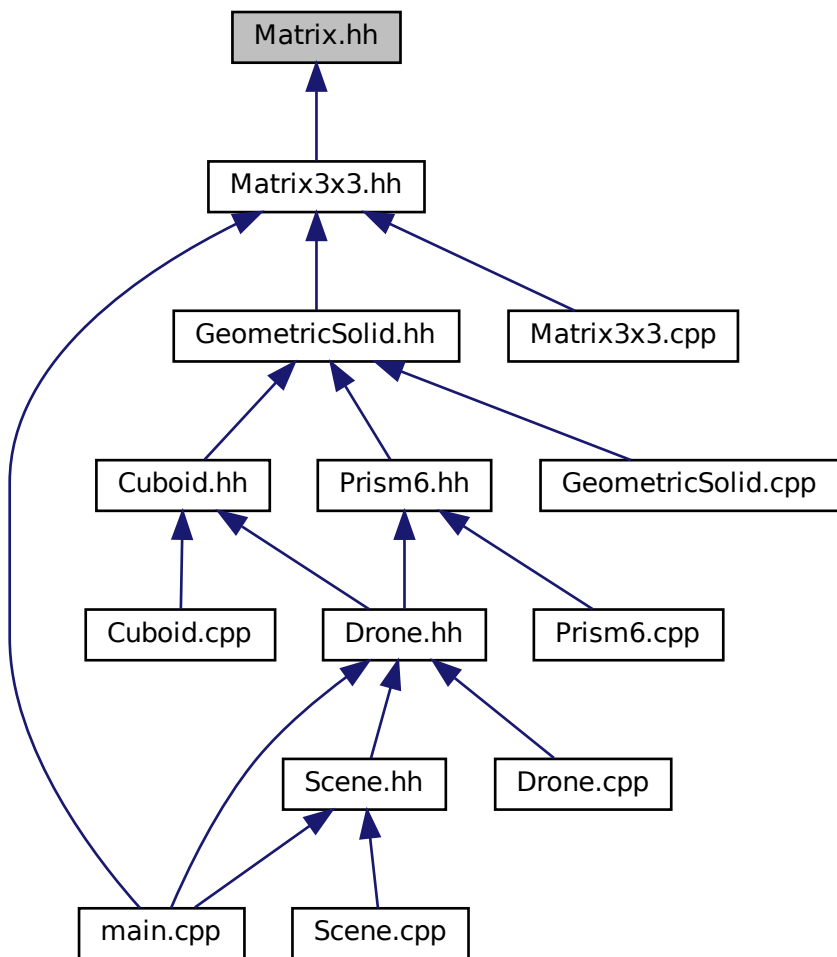 Matrix.hh
Matrix3x3.hh
GeometricSolid.hh
Matrix3x3.cpp
Cuboid.hh
Prism6.hh
GeometricSolid.cpp
Cuboid.cpp
Drone.hh
Prism6.cpp
Scene.hh
Drone.cpp
main.cpp
Scene.cpp